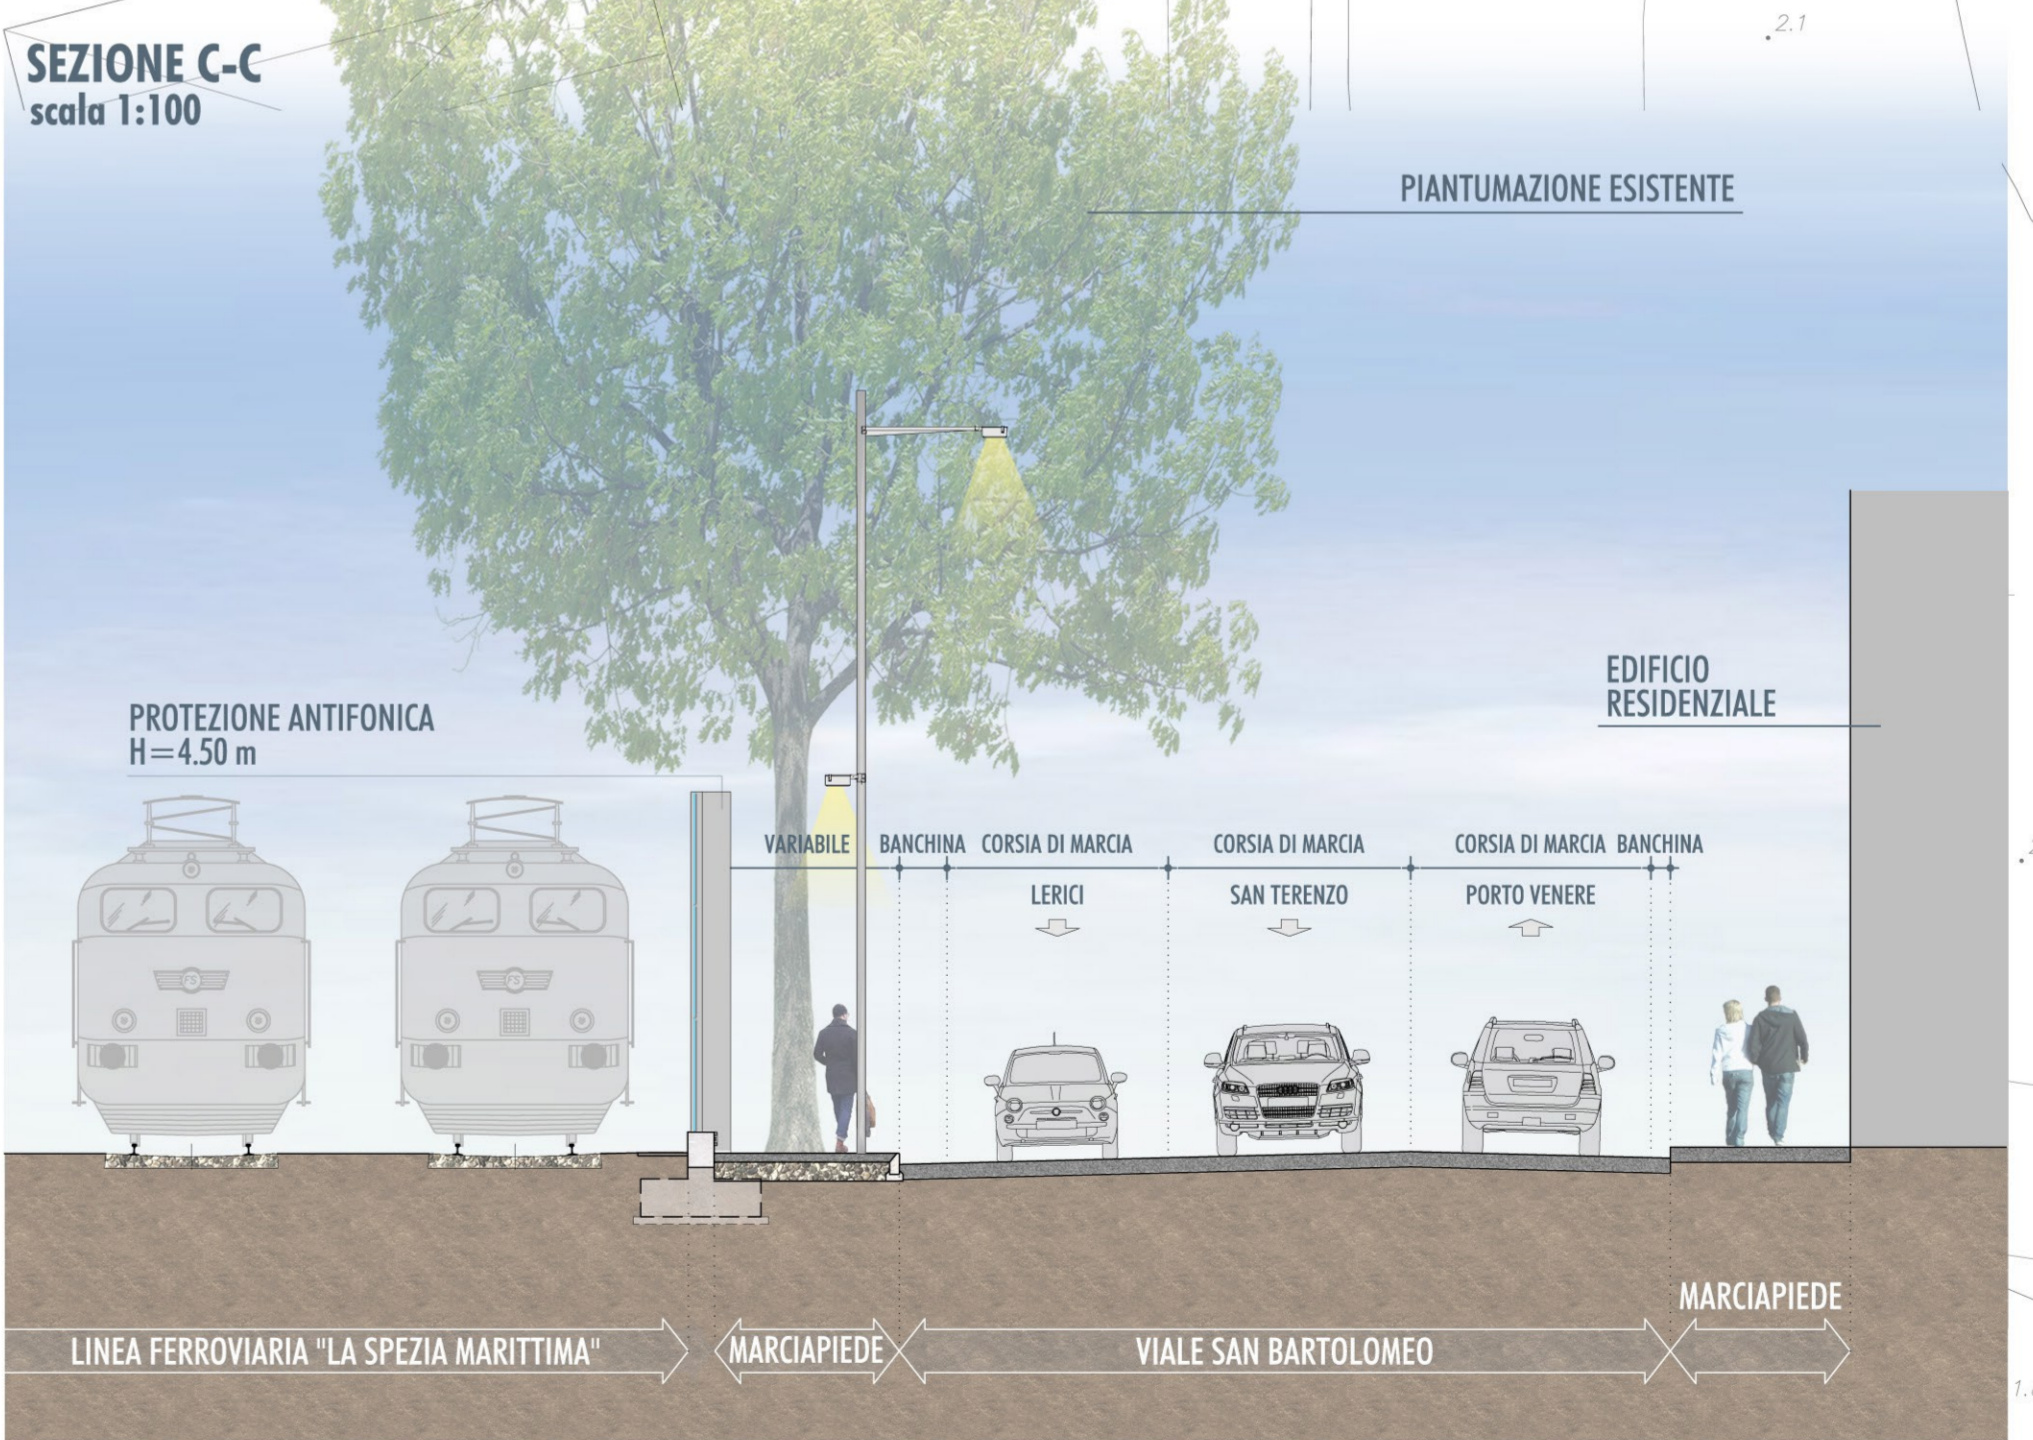 SEZIONE C-C
scala 1:100
2.1
PIANTUMAZIONE ESISTENTE
EDIFICIO
RESIDENZIALE
PROTEZIONE ANTIFONICA
H=4.50 m
VARIABILE BANCHINA CORSIA DI MARCIA CORSIA DI MARCIA CORSIA DI MARCIA BANCHINA
LERICI SAN TERENZO PORTO VENERE
FS FS
MARCIAPIEDE
LINEA FERROVIARIA "LA SPEZIA MARITTIMA" MARCIAPIEDE VIALE SAN BARTOLOMEO